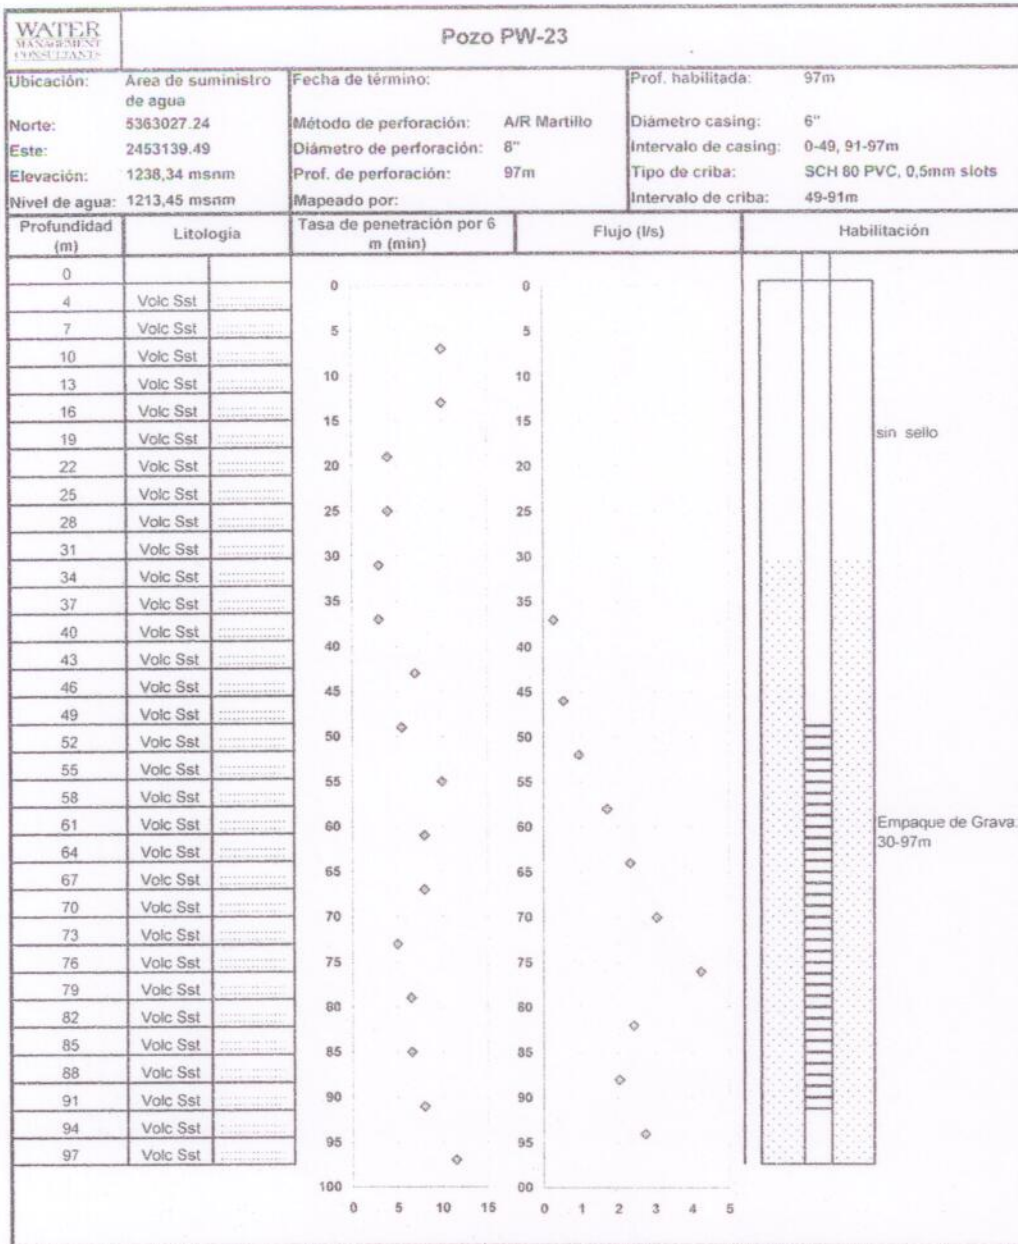 WATER
MANAGEMENT
CONSULTANTS
Pozo PW-23
Ubicación: Area de suministro de agua
Norte: 5363027.24
Este: 2453139.49
Elevación: 1238,34 msnm
Nivel de agua: 1213,45 msnm
Fecha de término:
Método de perforación: A/R Martillo
Diámetro de perforación: 8"
Prof. de perforación: 97m
Mapeado por:
Prof. habilitada: 97m
Diámetro casing: 6"
Intervalo de casing: 0-49, 91-97m
Tipo de criba: SCH 80 PVC, 0,5mm slots
Intervalo de criba: 49-91m
Profundidad (m)
Litología
Tasa de penetración por 6 m (min)
Flujo (l/s)
Habilitación
0
4 Volc Sst
7 Volc Sst
10 Volc Sst
13 Volc Sst
16 Volc Sst
19 Volc Sst
22 Volc Sst
25 Volc Sst
28 Volc Sst
31 Volc Sst
34 Volc Sst
37 Volc Sst
40 Volc Sst
43 Volc Sst
46 Volc Sst
49 Volc Sst
52 Volc Sst
55 Volc Sst
58 Volc Sst
61 Volc Sst
64 Volc Sst
67 Volc Sst
70 Volc Sst
73 Volc Sst
76 Volc Sst
79 Volc Sst
82 Volc Sst
85 Volc Sst
88 Volc Sst
91 Volc Sst
94 Volc Sst
97 Volc Sst
0
5
10
15
20
25
30
35
40
45
50
55
60
65
70
75
80
85
90
95
100
0 5 10 15
0
5
10
15
20
25
30
35
40
45
50
55
60
65
70
75
80
85
90
95
00
0 1 2 3 4 5
sin sello
Empaque de Grava:
30-97m